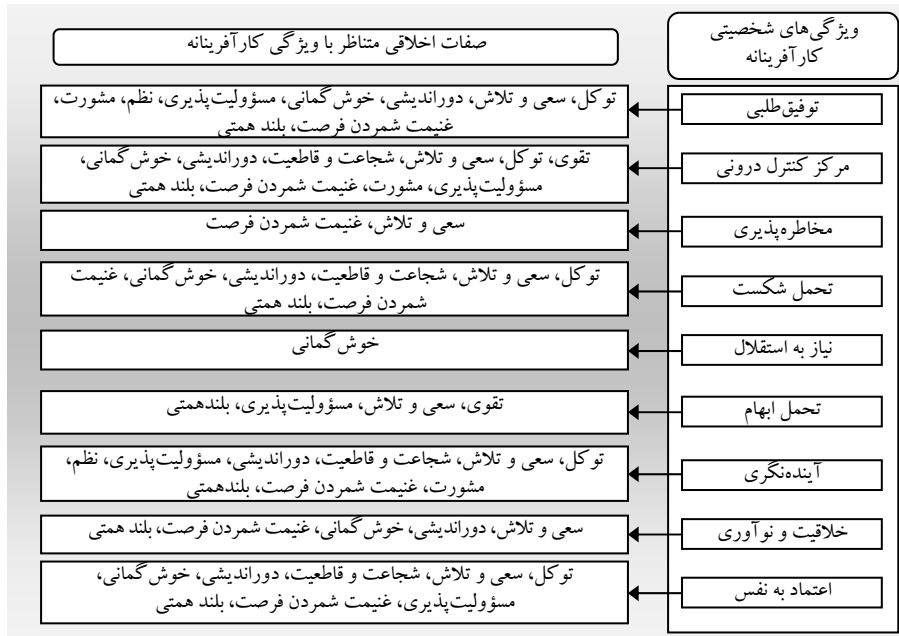 ویژگی‌های شخصیتی
کارآفرینانه
صفات اخلاقی متناظر با ویژگی کارآفرینانه
توفیق‌طلبی
توکل، سعی و تلاش، دوراندیشی، خوش‌گمانی، مسؤولیت‌پذیری، نظم، مشورت،
غنیمت شمردن فرصت، بلند همتی
مرکز کنترل درونی
تقوی، توکل، سعی و تلاش، شجاعت و قاطعیت، دوراندیشی، خوش‌گمانی،
مسؤولیت‌پذیری، مشورت، غنیمت شمردن فرصت، بلند همتی
مخاطره‌پذیری
سعی و تلاش، غنیمت شمردن فرصت
تحمل شکست
توکل، سعی و تلاش، شجاعت و قاطعیت، دوراندیشی، خوش‌گمانی، غنیمت
شمردن فرصت، بلند همتی
نیاز به استقلال
خوش‌گمانی
تحمل ابهام
تقوی، سعی و تلاش، مسؤولیت‌پذیری، بلندهمتی
آینده‌نگری
توکل، سعی و تلاش، شجاعت و قاطعیت، دوراندیشی، مسؤولیت‌پذیری، نظم،
مشورت، غنیمت شمردن فرصت، بلندهمتی
خلاقیت و نوآوری
سعی و تلاش، دوراندیشی، خوش‌گمانی، غنیمت شمردن فرصت، بلند همتی
اعتماد به نفس
توکل، سعی و تلاش، شجاعت و قاطعیت، دوراندیشی، خوش‌گمانی،
مسؤولیت‌پذیری، غنیمت شمردن فرصت، بلند همتی